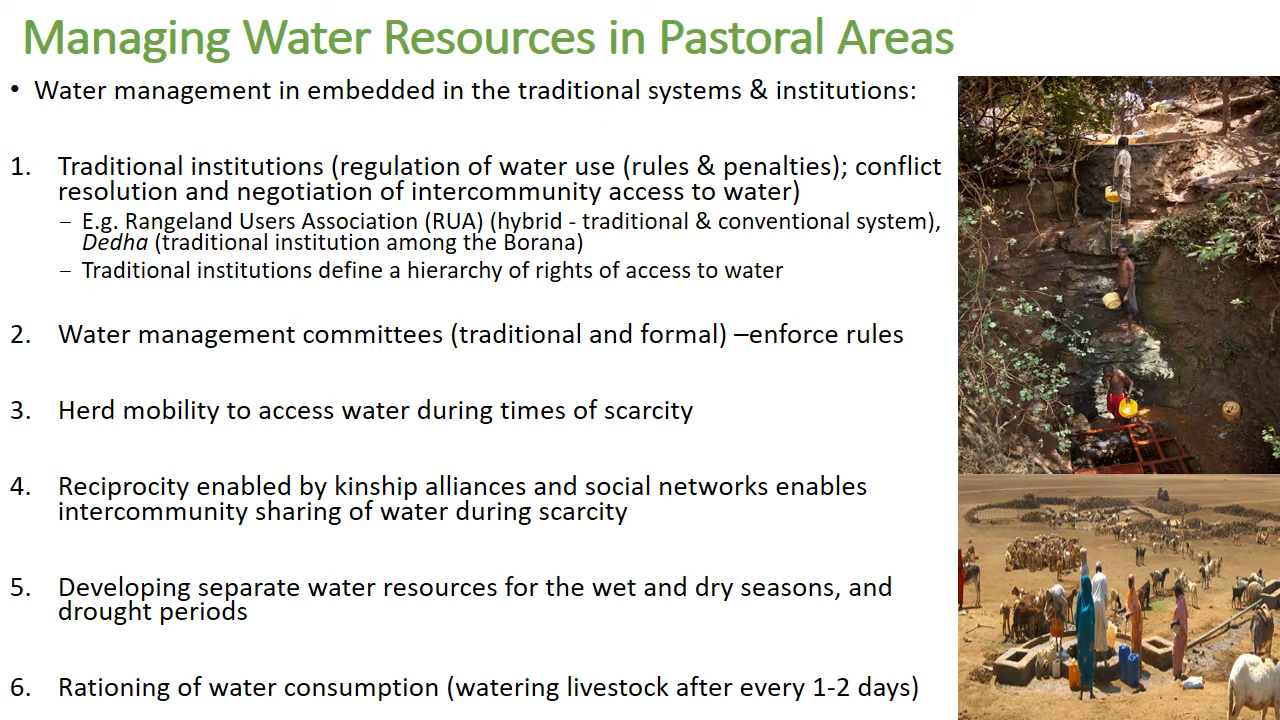 Managing Water Resources in Pastoral Areas
• Water management in embedded in the traditional systems & institutions:
1. Traditional institutions (regulation of water use (rules & penalties); conflict
resolution and negotiation of intercommunity access to water)
– E.g. Rangeland Users Association (RUA) (hybrid - traditional & conventional system),
Dedha (traditional institution among the Borana)
– Traditional institutions define a hierarchy of rights of access to water
2. Water management committees (traditional and formal) –enforce rules
3. Herd mobility to access water during times of scarcity
4. Reciprocity enabled by kinship alliances and social networks enables
intercommunity sharing of water during scarcity
5. Developing separate water resources for the wet and dry seasons, and
drought periods
6. Rationing of water consumption (watering livestock after every 1-2 days)